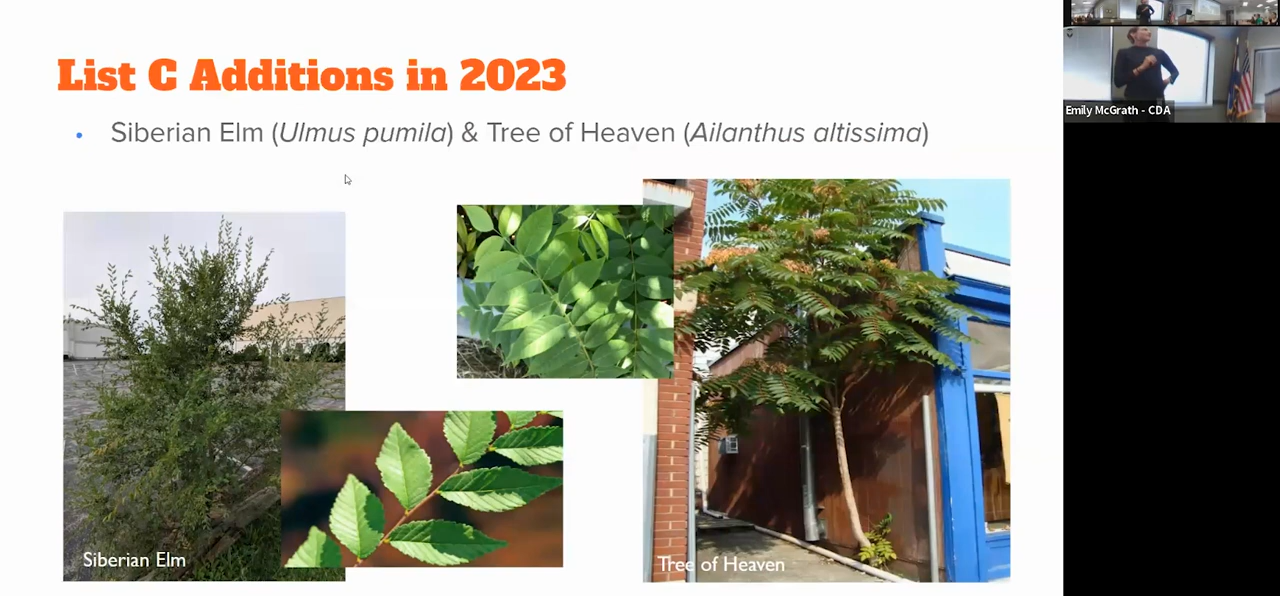 List C Additions in 2023
• Siberian Elm (Ulmus pumila) & Tree of Heaven (Ailanthus altissima)
Siberian Elm
Tree of Heaven
Emily McGrath - CDA